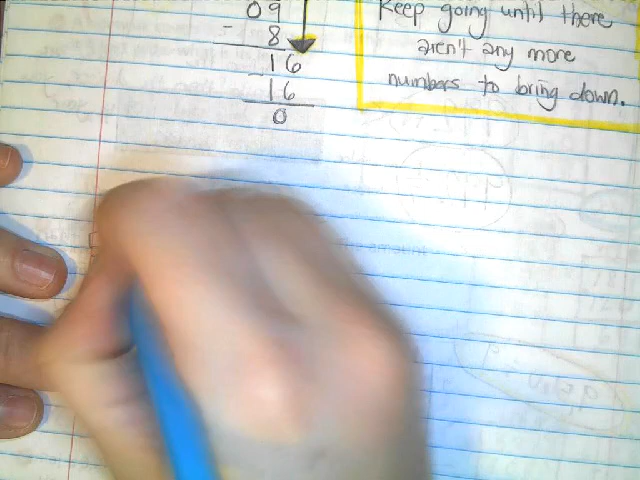 09
- 8
16
- 16
0
Keep going until there
aren't any more
numbers to bring down.